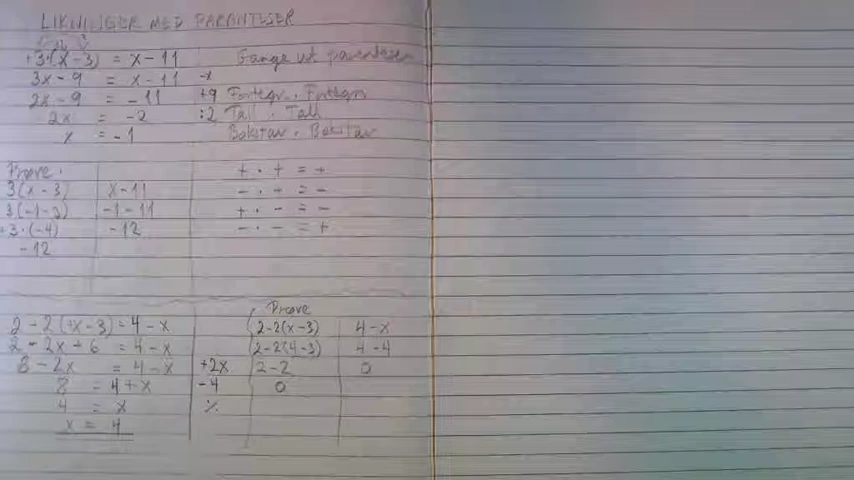 LIKNINGER MED PARANTESER
+3·(x-3) = x-11 Gange ut parentesen
3x-9 = x-11 -x
2x-9 = -11 +9 Fortegn · Fortegn
2x = -2 :2 Tall · Tall
x = -1 Bokstav · Bokstav
Prøve:
3(x-3) x-11
3(-1-3) -1-11
+3·(-4) -12
-12
+ · + = +
- · + = -
+ · - = -
- · - = +
2-2(+x-3) = 4-x
2-2x+6 = 4-x
8-2x = 4-x +2x
8 = 4+x -4
4 = x
x = 4
Prøve
2-2(x-3) 4-x
2-2(4-3) 4-4
2-2 0
0